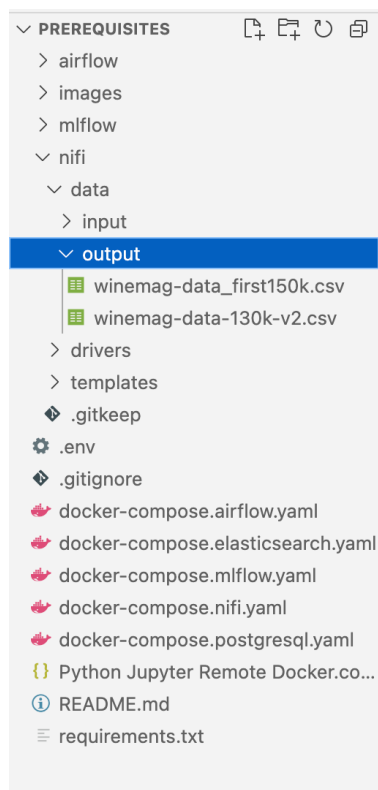 PREREQUISITES
airflow
images
mlflow
nifi
data
input
output
winemag-data_first150k.csv
winemag-data-130k-v2.csv
drivers
templates
.gitkeep
.env
.gitignore
docker-compose.airflow.yaml
docker-compose.elasticsearch.yaml
docker-compose.mlflow.yaml
docker-compose.nifi.yaml
docker-compose.postgresql.yaml
Python Jupyter Remote Docker.co...
README.md
requirements.txt